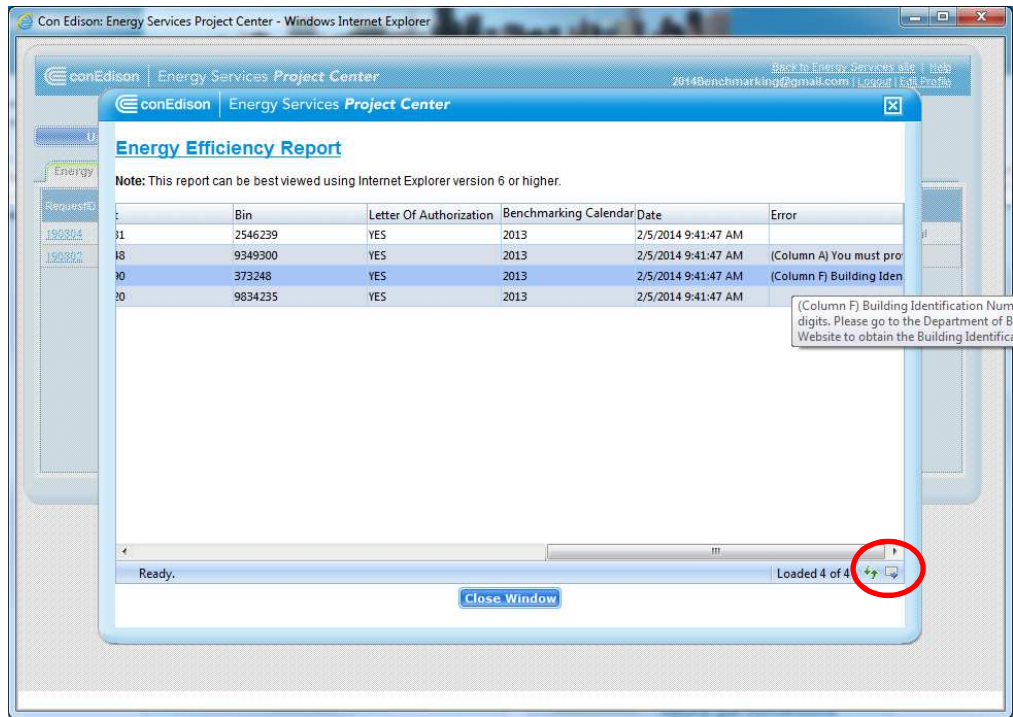 Con Edison: Energy Services Project Center - Windows Internet Explorer
conEdison | Energy Services Project Center
Back to Energy Services site | Help
2014Benchmarking@gmail.com | Logout | Edit Profile
conEdison | Energy Services Project Center
Energy Efficiency Report
Energy
Note: This report can be best viewed using Internet Explorer version 6 or higher.
RequestID
t Bin Letter Of Authorization Benchmarking Calendar Date Error
190304 31 2546239 YES 2013 2/5/2014 9:41:47 AM
190302 48 9349300 YES 2013 2/5/2014 9:41:47 AM (Column A) You must pro
90 373248 YES 2013 2/5/2014 9:41:47 AM (Column F) Building Iden
20 9834235 YES 2013 2/5/2014 9:41:47 AM
(Column F) Building Identification Num
digits. Please go to the Department of B
Website to obtain the Building Identifica
Ready. Loaded 4 of 4
Close Window